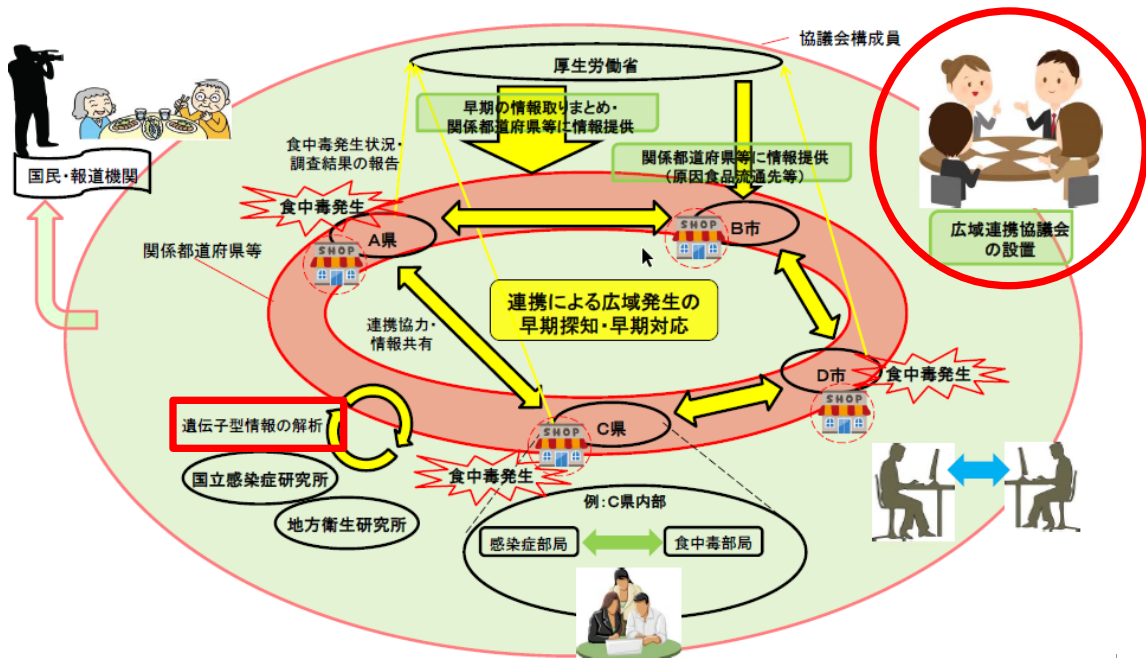 協議会構成員
厚生労働省
早期の情報取りまとめ・
関係都道府県等に情報提供
食中毒発生状況・
調査結果の報告
関係都道府県等に情報提供
（原因食品流通先等）
国民・報道機関
食中毒発生
SHOP
A県
SHOP
B市
広域連携協議会
の設置
関係都道府県等
連携による広域発生の
早期探知・早期対応
連携協力・
情報共有
D市
食中毒発生
SHOP
遺伝子型情報の解析
SHOP
C県
国立感染症研究所
食中毒発生
地方衛生研究所
例：C県内部
感染症部局
食中毒部局